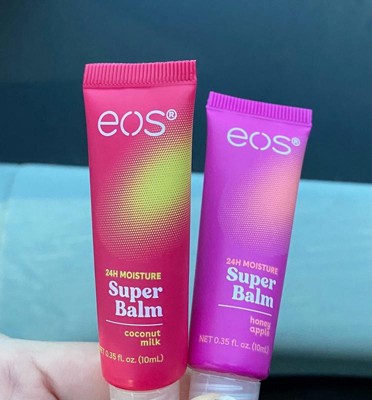 eos®
24H MOISTURE
Super
Balm
coconut
milk
NET 0.35 fl. oz. (10mL)
eos®
24H MOISTURE
Super
Balm
honey
apple
NET 0.35 fl. oz. (10mL)